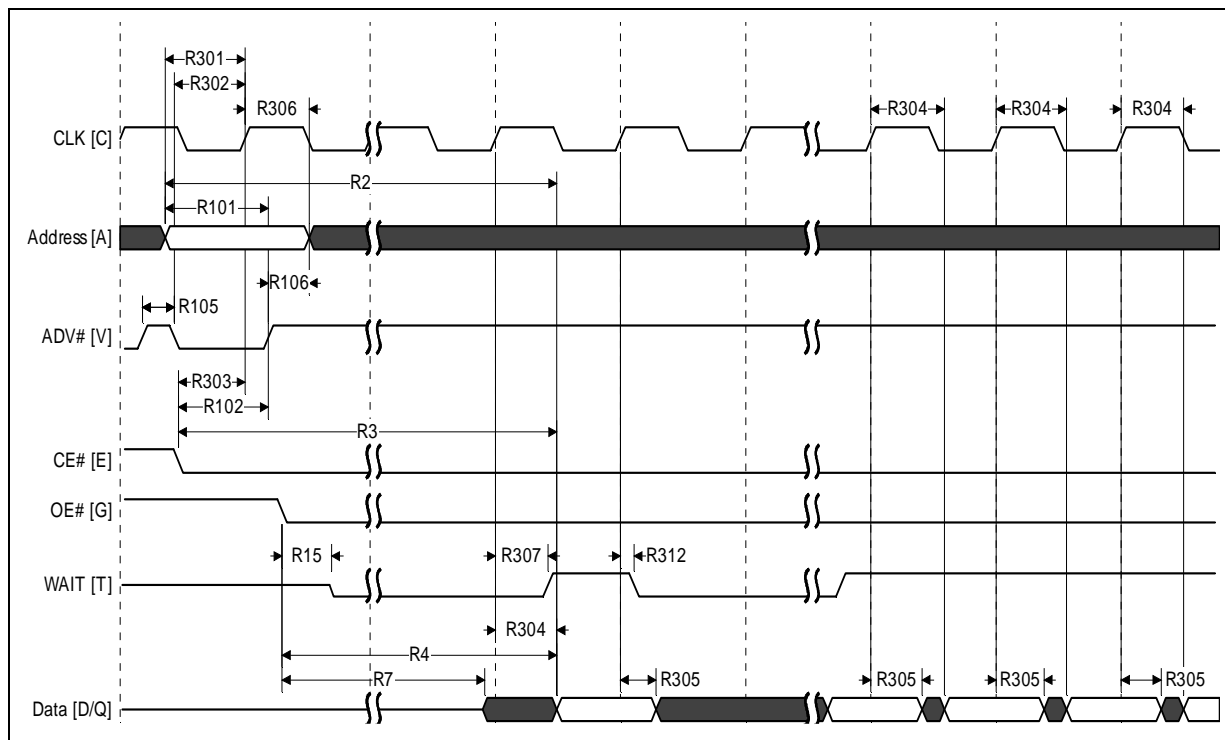 R301
R302
R306
R304 R304 R304
CLK [C]
R2
R101
Address [A]
R106
R105
ADV# [V]
R303
R102
R3
CE# [E]
OE# [G]
R15 R307 R312
WAIT [T]
R304
R4
R7
R305 R305 R305 R305
Data [D/Q]